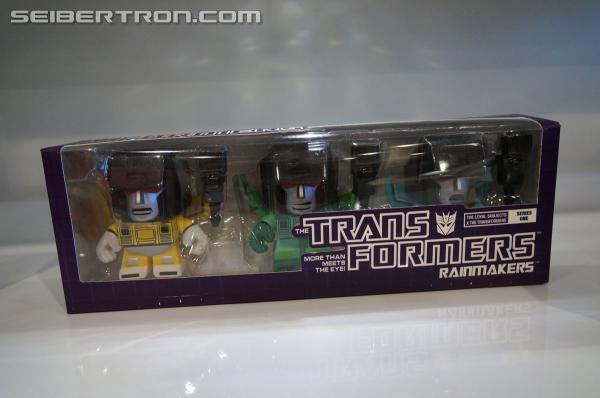 SEIBERTRON.COM
THE TRANS
FORMERS
MORE THAN
MEETS
THE EYE!
THE LOYAL SUBJECTS
X THE TRANSFORMERS
SERIES
ONE
RAINMAKERS